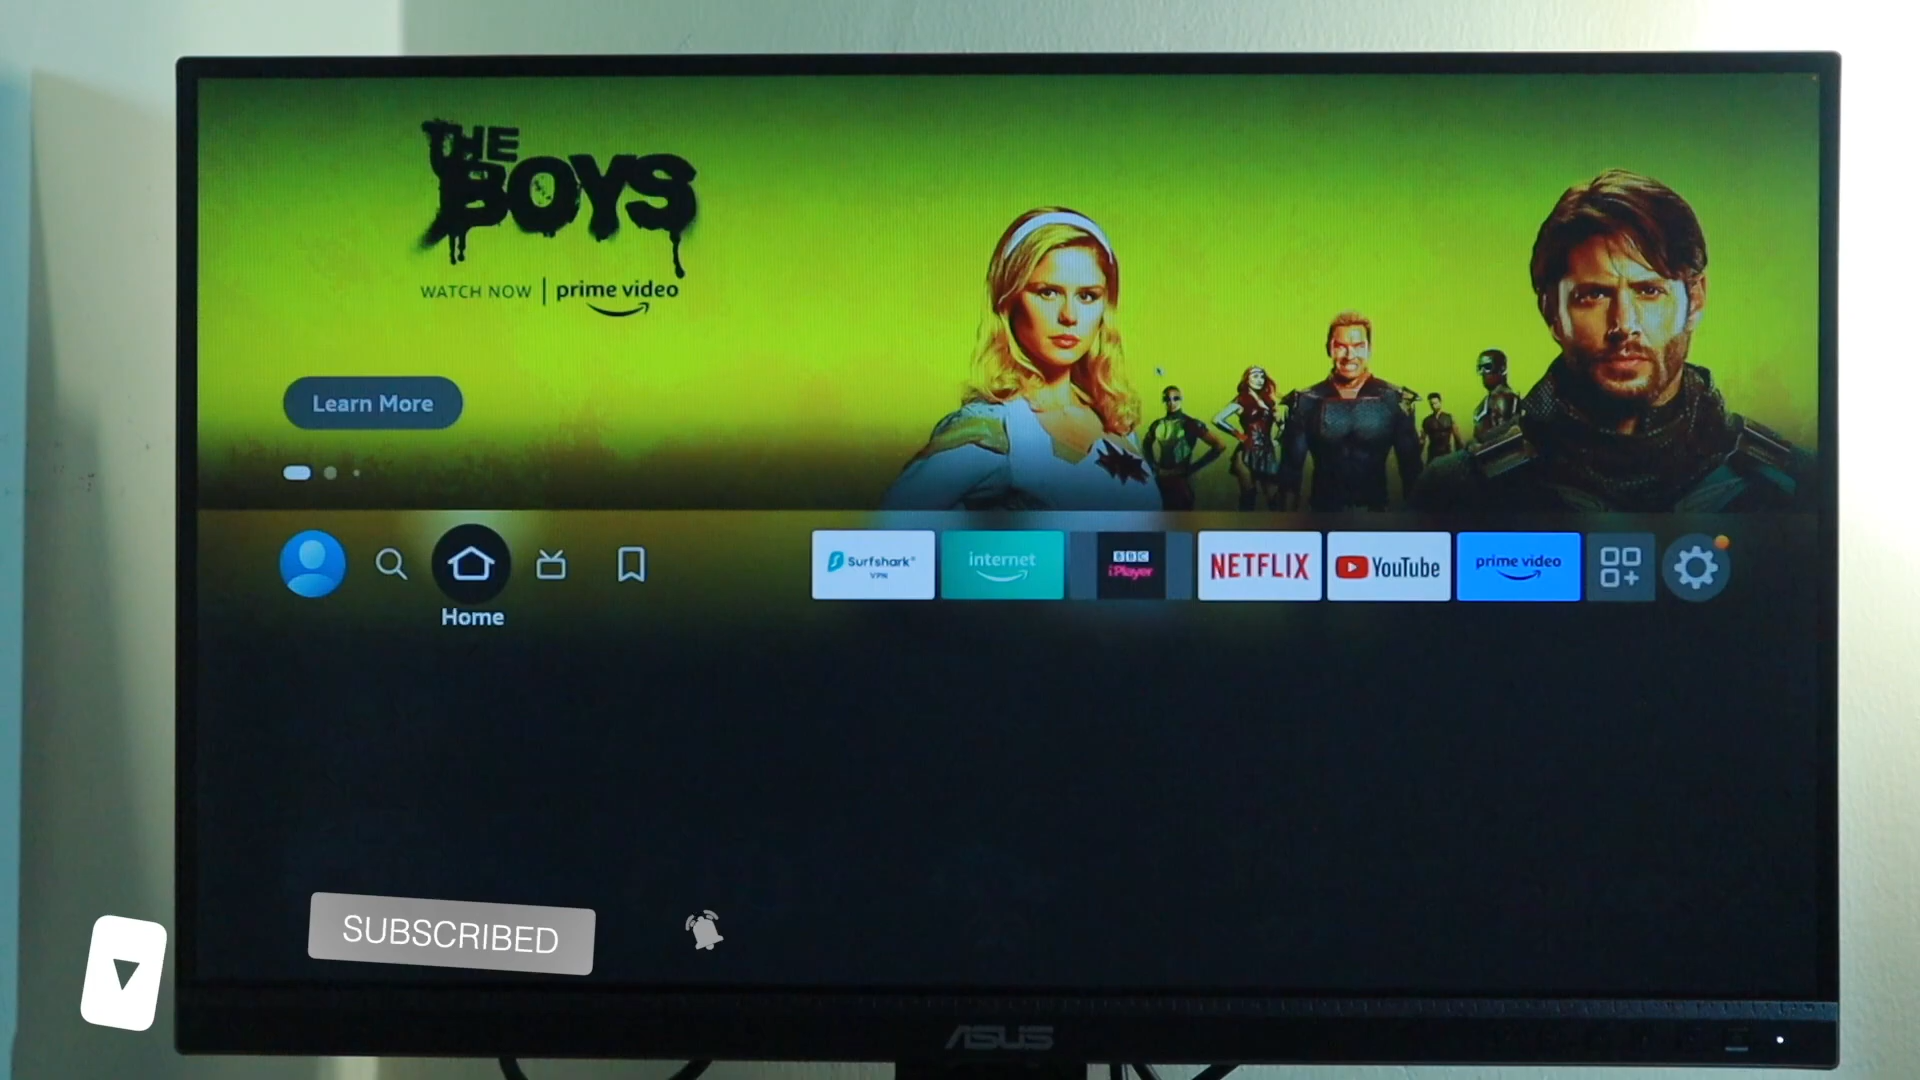 THE
BOYS
WATCH NOW | prime video
Learn More
Surfshark®
VPN
internet
BBC
iPlayer
NETFLIX
YouTube
prime video
Home
SUBSCRIBED
ASUS